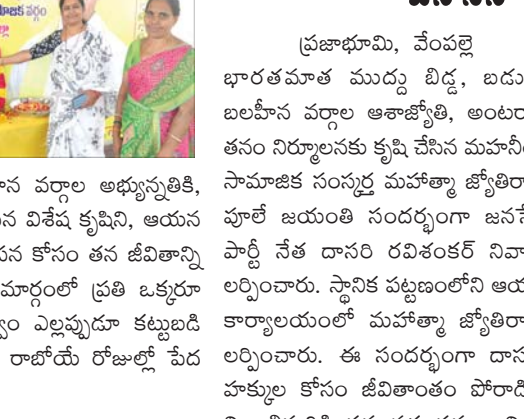 ప్రజాభూమి, వేంపల్లె
భారతమాత ముద్దు బిడ్డ, బడు
బలహీన వర్గాల ఆశాజ్యోతి, అంటరా
తనం నిర్మూలనకు కృషి చేసిన మహనీ
సామాజిక సంస్కర్త మహాత్మా జ్యోతిరా
పూలే జయంతి సందర్భంగా జనసే
పార్టీ నేత దాసరి రవిశంకర్ నివా
లర్పించారు. స్థానిక పట్టణంలోని ఆయ
కార్యాలయంలో మహాత్మా జ్యోతిరా
లర్పించారు. ఈ సందర్భంగా దాస
హక్కుల కోసం జీవితాంతం పోరాడి
ాన వర్గాల అభ్యున్నతికి,
న విశేష కృషిని, ఆయన
సన కోసం తన జీవితాన్ని
మార్గంలో ప్రతి ఒక్కరూ
్వం ఎల్లప్పుడూ కట్టుబడి
రాబోయే రోజుల్లో పేద